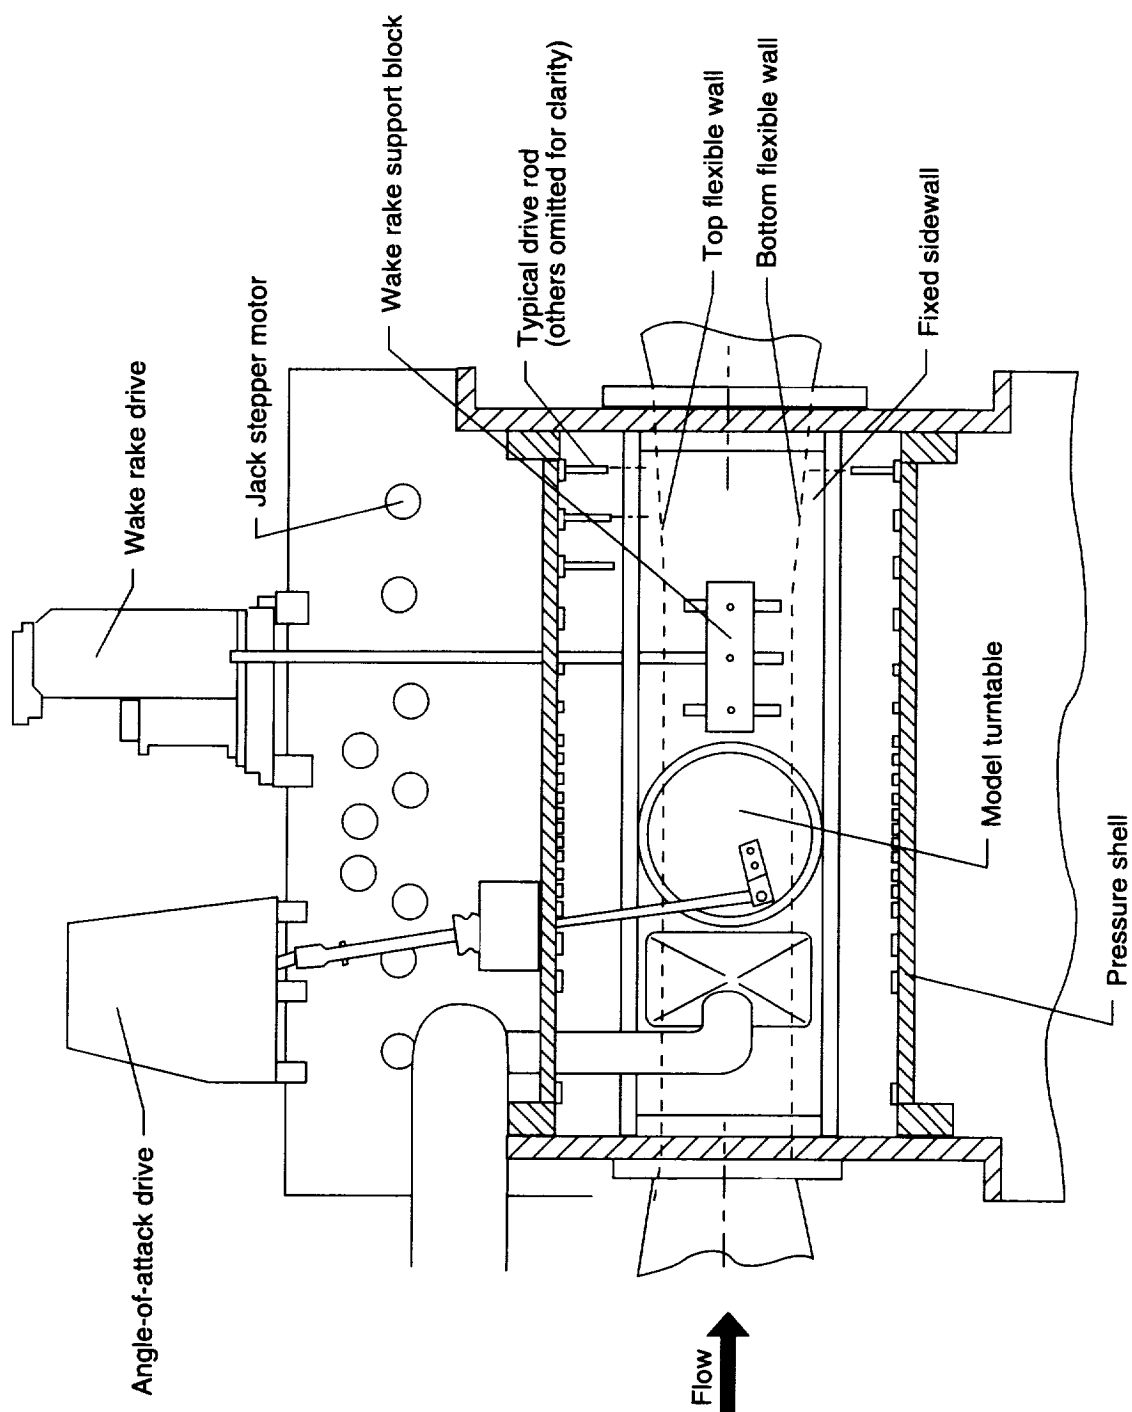 Angle-of-attack drive
Wake rake drive
Jack stepper motor
Wake rake support block
Typical drive rod
(others omitted for clarity)
Top flexible wall
Bottom flexible wall
Fixed sidewall
Model turntable
Pressure shell
Flow